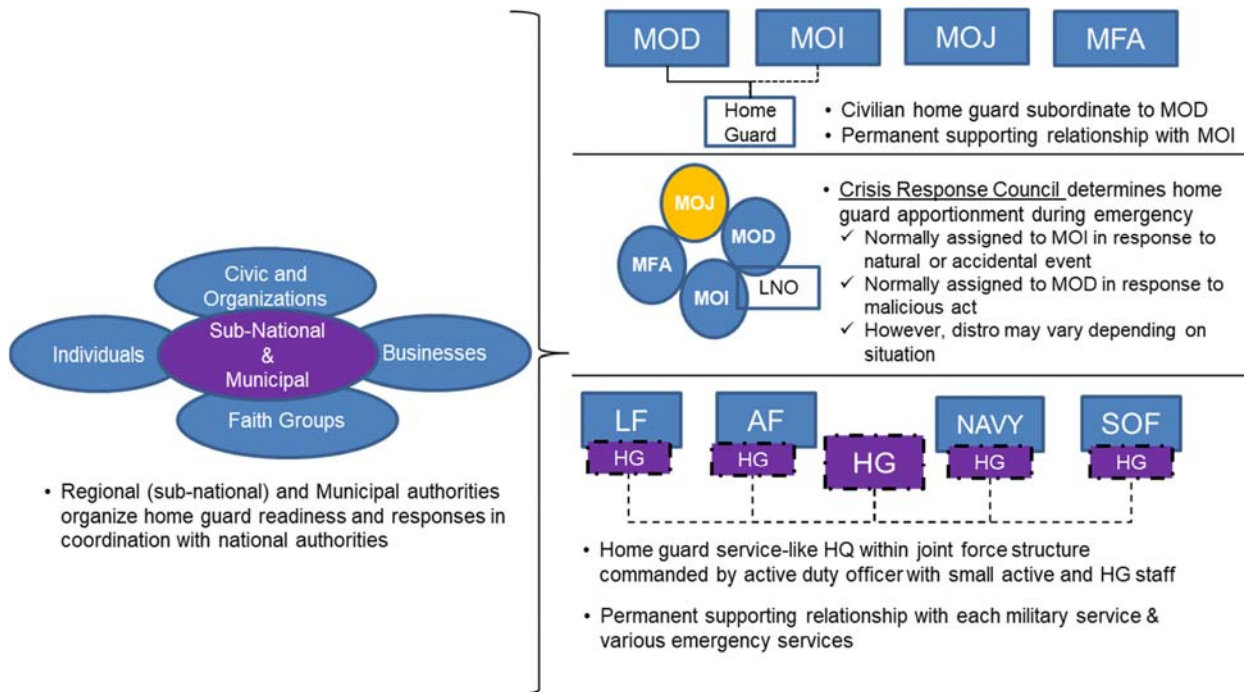 Civic and
Organizations
Individuals
Sub-National
&
Municipal
Businesses
Faith Groups
• Regional (sub-national) and Municipal authorities
organize home guard readiness and responses in
coordination with national authorities
MOD
MOI
MOJ
MFA
Home
Guard
• Civilian home guard subordinate to MOD
• Permanent supporting relationship with MOI
MOJ
MOD
MFA
MOI
LNO
• Crisis Response Council determines home
guard apportionment during emergency
✓ Normally assigned to MOI in response to
natural or accidental event
✓ Normally assigned to MOD in response to
malicious act
✓ However, distro may vary depending on
situation
LF
HG
AF
HG
HG
NAVY
HG
SOF
HG
• Home guard service-like HQ within joint force structure
commanded by active duty officer with small active and HG staff
• Permanent supporting relationship with each military service &
various emergency services